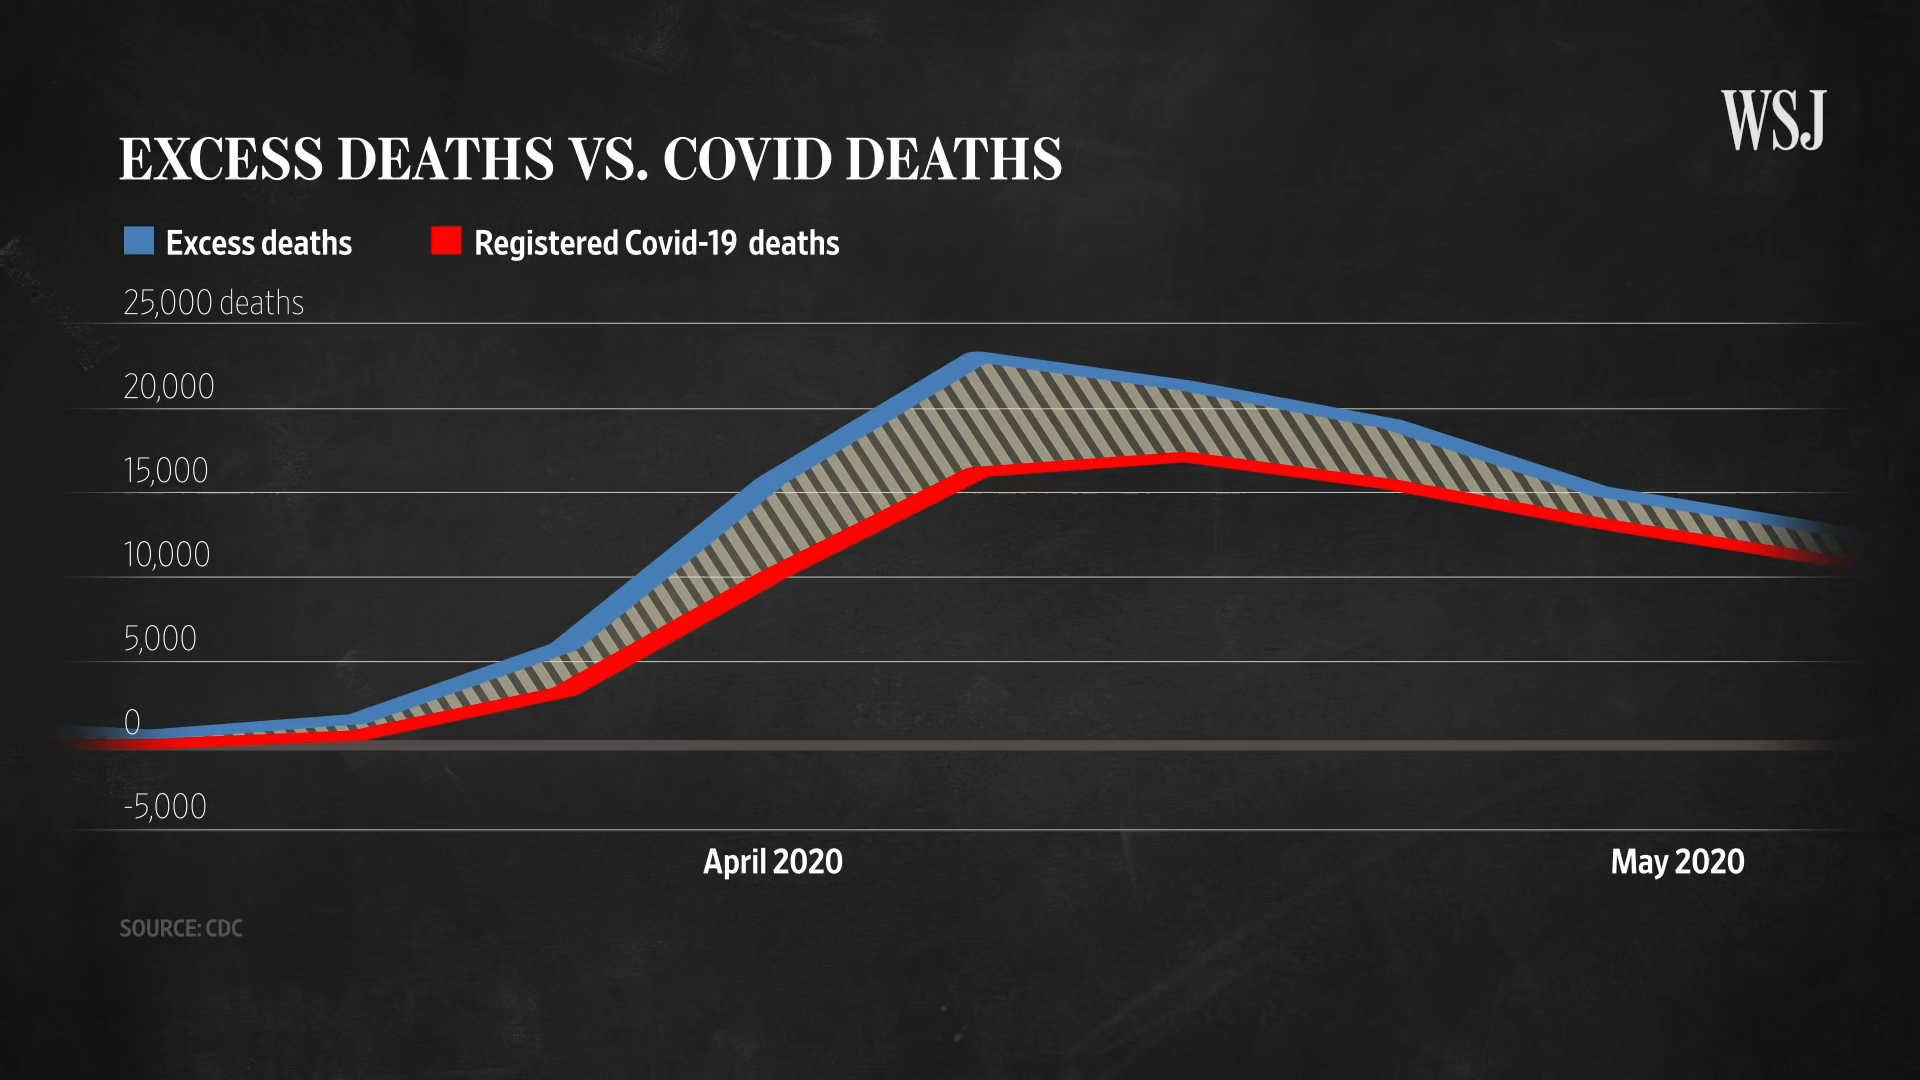 WSJ
EXCESS DEATHS VS. COVID DEATHS
Excess deaths Registered Covid-19 deaths
25,000 deaths
20,000
15,000
10,000
5,000
0
-5,000
April 2020 May 2020
SOURCE: CDC